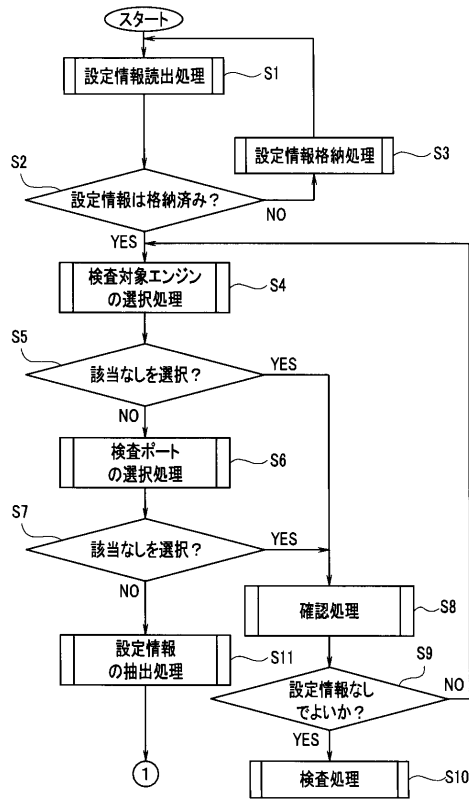 スタート
設定情報読出処理
S1
設定情報格納処理
S3
S2
設定情報は格納済み？
NO
YES
検査対象エンジン
の選択処理
S4
S5
該当なしを選択？
YES
NO
検査ポート
の選択処理
S6
S7
該当なしを選択？
YES
NO
確認処理
S8
設定情報
の抽出処理
S11
S9
設定情報なし
でよいか？
NO
YES
1
検査処理
S10